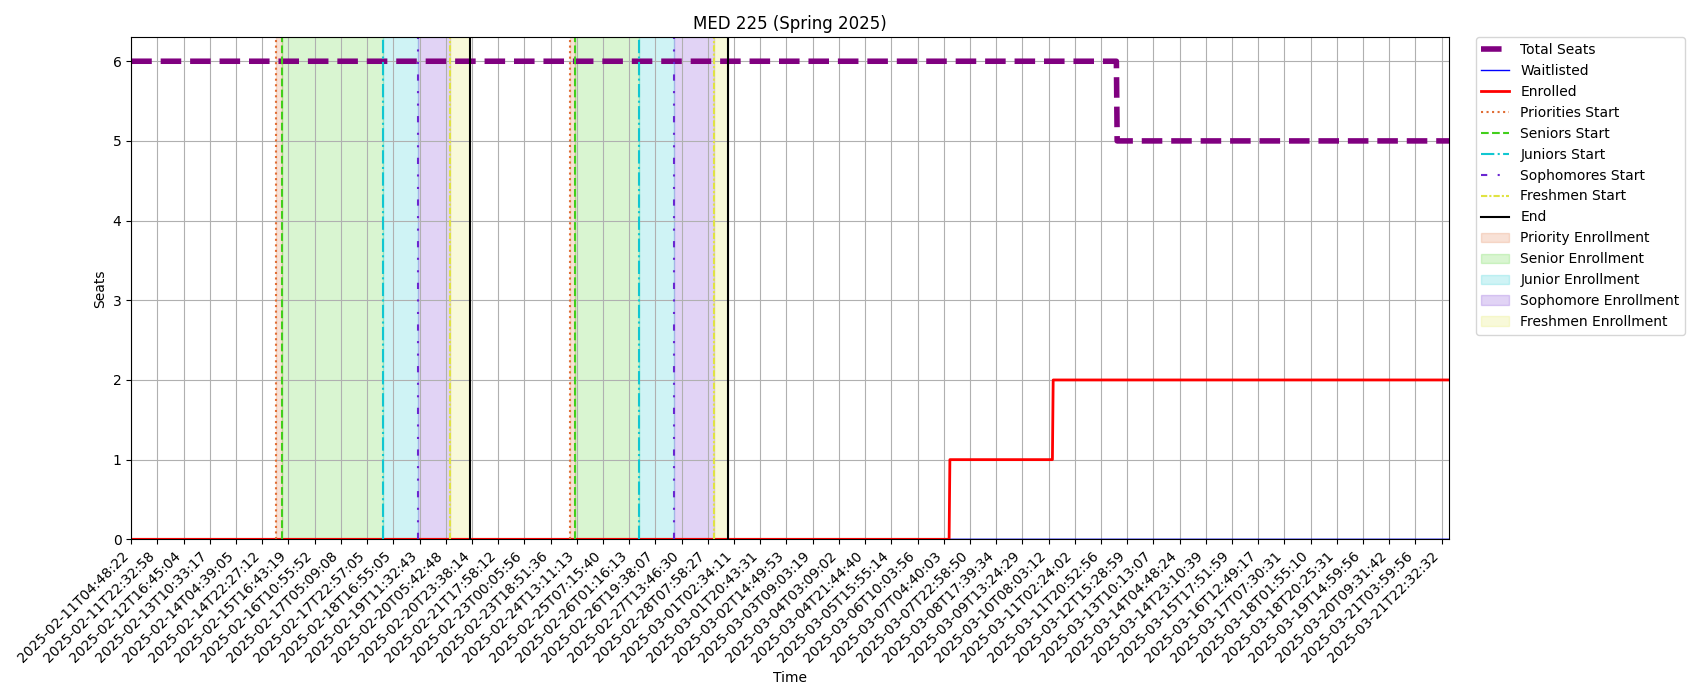 MED 225 (Spring 2025)
Seats
6
5
4
3
2
1
0
2025-02-11T04:48:22
2025-02-11T22:32:58
2025-02-12T16:45:04
2025-02-13T10:33:17
2025-02-14T04:39:05
2025-02-14T22:27:12
2025-02-15T16:43:19
2025-02-16T10:55:52
2025-02-17T05:09:08
2025-02-17T22:57:05
2025-02-18T16:55:05
2025-02-19T11:32:43
2025-02-20T05:42:48
2025-02-20T23:38:14
2025-02-21T17:58:12
2025-02-23T00:05:56
2025-02-23T18:51:36
2025-02-24T13:11:13
2025-02-25T07:15:40
2025-02-26T01:16:13
2025-02-26T19:38:07
2025-02-27T13:46:30
2025-02-28T07:58:27
2025-03-01T02:34:11
2025-03-01T20:43:31
2025-03-02T14:49:53
2025-03-03T09:03:19
2025-03-04T03:09:02
2025-03-04T21:44:40
2025-03-05T15:55:14
2025-03-06T10:03:56
2025-03-07T04:40:03
2025-03-07T22:58:50
2025-03-08T17:39:34
2025-03-09T13:24:29
2025-03-10T08:03:12
2025-03-11T02:24:02
2025-03-11T20:52:56
2025-03-12T15:28:59
2025-03-13T10:13:07
2025-03-14T04:48:24
2025-03-14T23:10:39
2025-03-15T17:51:59
2025-03-16T12:49:17
2025-03-17T07:30:31
2025-03-18T01:55:10
2025-03-18T20:25:31
2025-03-19T14:59:56
2025-03-20T09:31:42
2025-03-21T03:59:56
2025-03-21T22:32:32
Time
Total Seats
Waitlisted
Enrolled
Priorities Start
Seniors Start
Juniors Start
Sophomores Start
Freshmen Start
End
Priority Enrollment
Senior Enrollment
Junior Enrollment
Sophomore Enrollment
Freshmen Enrollment